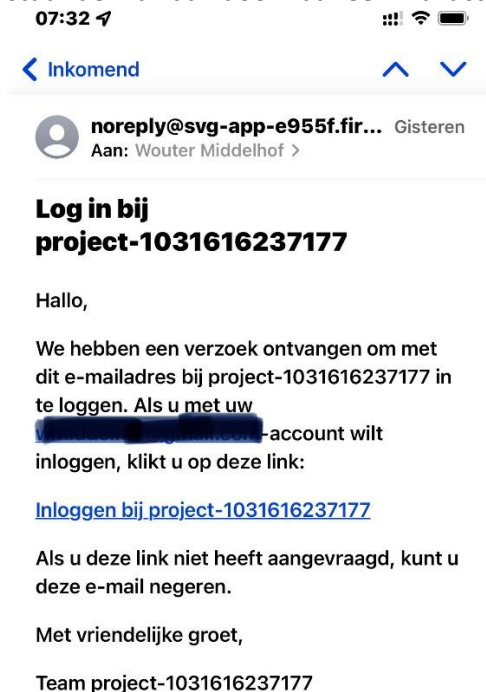 07:32
Inkomend
noreply@svg-app-e955f.fir... Gisteren
Aan: Wouter Middelhof >
Log in bij
project-1031616237177
Hallo,
We hebben een verzoek ontvangen om met
dit e-mailadres bij project-1031616237177 in
te loggen. Als u met uw
-account wilt
inloggen, klikt u op deze link:
Inloggen bij project-1031616237177
Als u deze link niet heeft aangevraagd, kunt u
deze e-mail negeren.
Met vriendelijke groet,
Team project-1031616237177